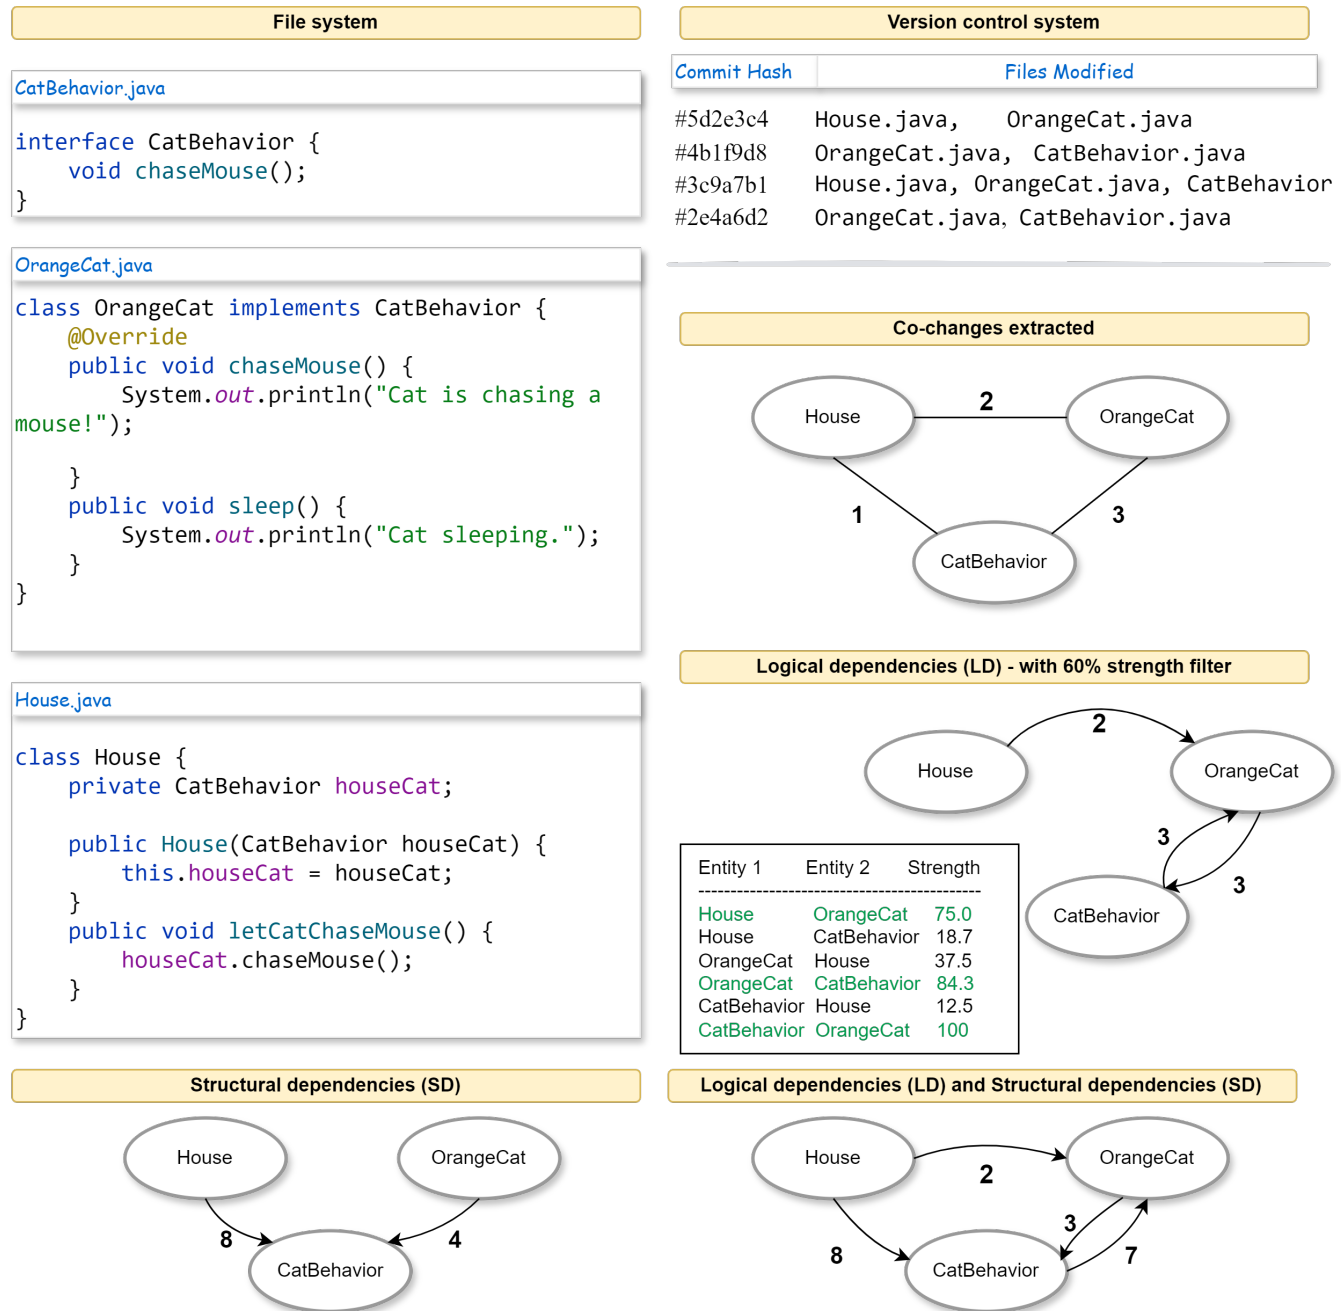 File system
CatBehavior.java
interface CatBehavior {
    void chaseMouse();
}
OrangeCat.java
class OrangeCat implements CatBehavior {
    @Override
    public void chaseMouse() {
        System.out.println("Cat is chasing a
mouse!");
    }
    public void sleep() {
        System.out.println("Cat sleeping.");
    }
}
House.java
class House {
    private CatBehavior houseCat;
    public House(CatBehavior houseCat) {
        this.houseCat = houseCat;
    }
    public void letCatChaseMouse() {
        houseCat.chaseMouse();
    }
}
Structural dependencies (SD)
House
OrangeCat
8
4
CatBehavior
Version control system
Commit Hash Files Modified
#5d2e3c4 House.java, OrangeCat.java
#4b1f9d8 OrangeCat.java, CatBehavior.java
#3c9a7b1 House.java, OrangeCat.java, CatBehavior
#2e4a6d2 OrangeCat.java, CatBehavior.java
Co-changes extracted
House
2
OrangeCat
1
3
CatBehavior
Logical dependencies (LD) - with 60% strength filter
2
House
OrangeCat
3
3
CatBehavior
Entity 1 Entity 2 Strength
--------------------------------------------
House OrangeCat 75.0
House CatBehavior 18.7
OrangeCat House 37.5
OrangeCat CatBehavior 84.3
CatBehavior House 12.5
CatBehavior OrangeCat 100
Logical dependencies (LD) and Structural dependencies (SD)
House
2
OrangeCat
8
3
7
CatBehavior